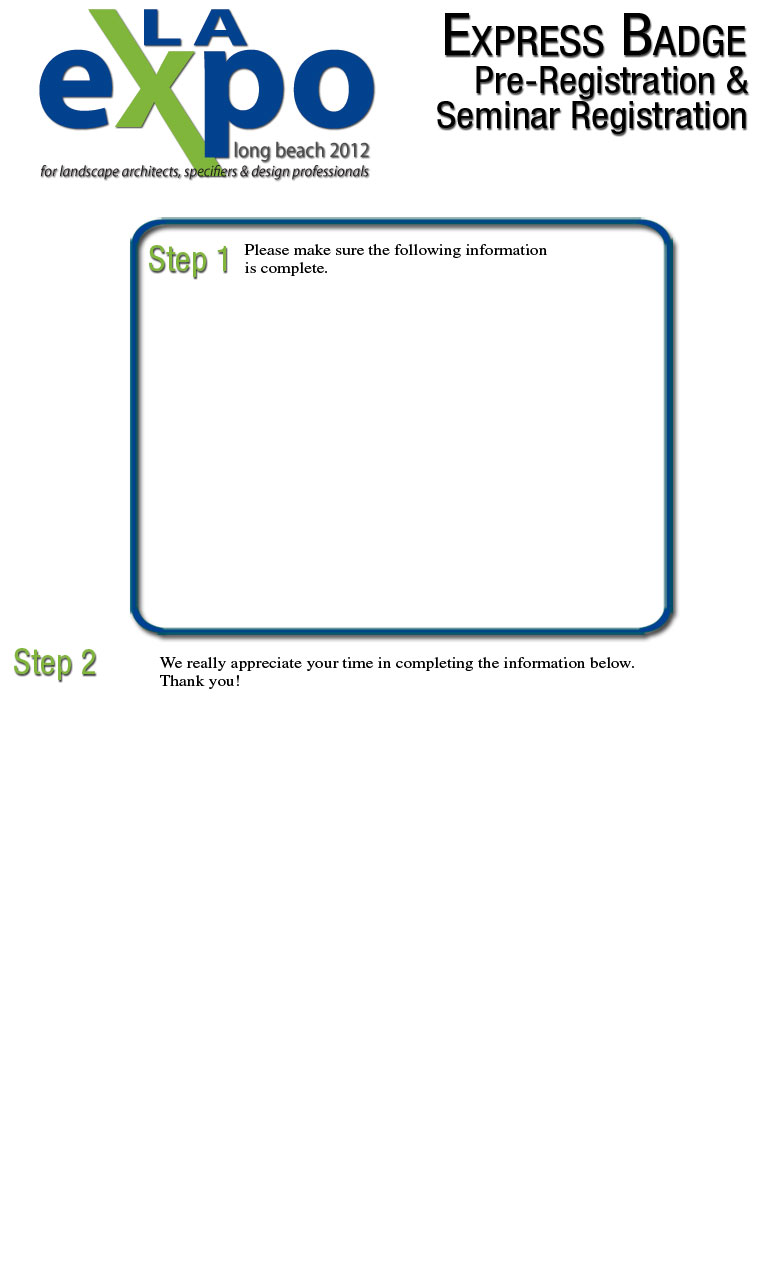 LA
expo
long beach 2012
for landscape architects, specifiers & design professionals
EXPRESS BADGE
Pre-Registration &
Seminar Registration
Step 1
Please make sure the following information
is complete.
Step 2
We really appreciate your time in completing the information below.
Thank you!